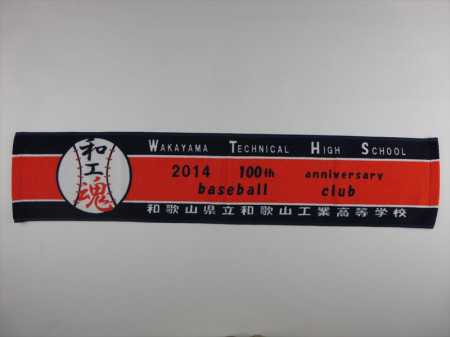 和工魂
WAKAYAMA TECHNICAL HIGH SCHOOL
2014 100th anniversary
baseball club
和歌山県立和歌山工業高等学校